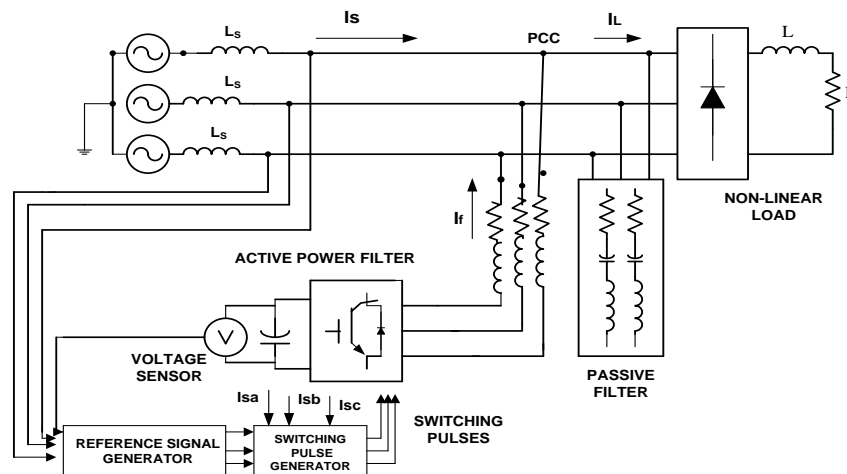 Is
IL
PCC
Ls
L
Ls
Ls
NON-LINEAR
LOAD
If
ACTIVE POWER FILTER
V
VOLTAGE
SENSOR
PASSIVE
FILTER
Isa
Isb
Isc
SWITCHING
PULSES
REFERENCE SIGNAL
GENERATOR
SWITCHING
PULSE
GENERATOR